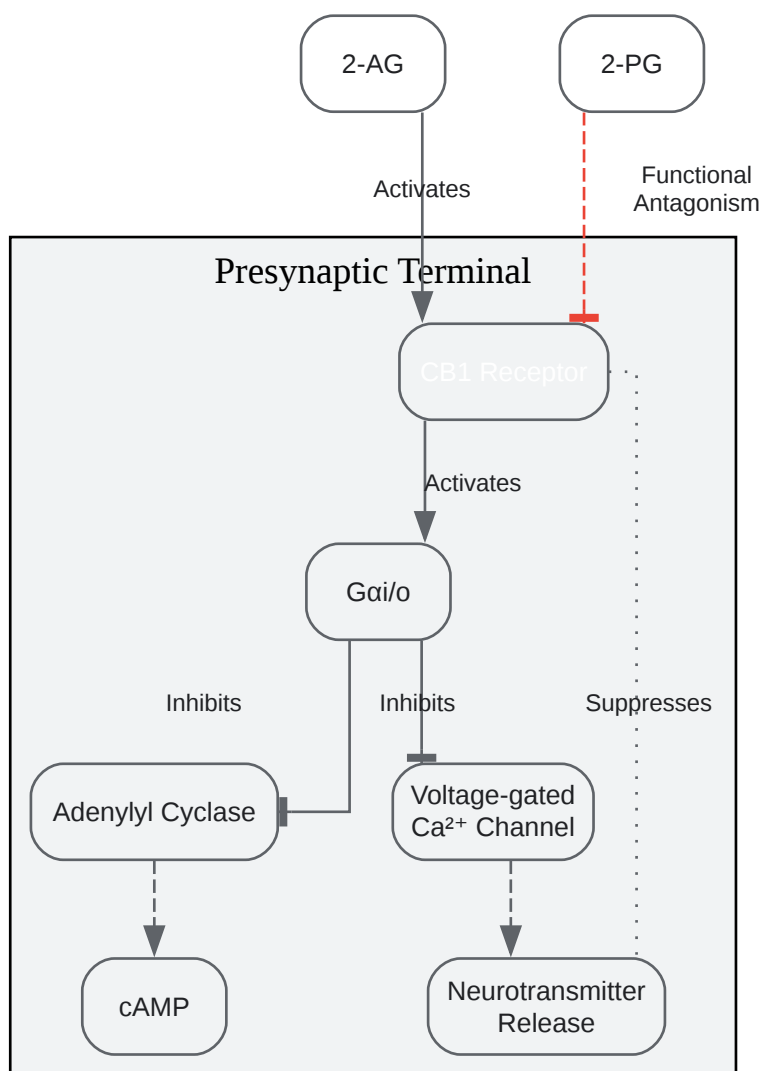 2-AG
2-PG
Activates
Functional
Antagonism
Presynaptic Terminal
CB1 Receptor
Activates
Gαi/o
Inhibits
Inhibits
Suppresses
Adenylyl Cyclase
Voltage-gated
Ca²⁺ Channel
cAMP
Neurotransmitter
Release